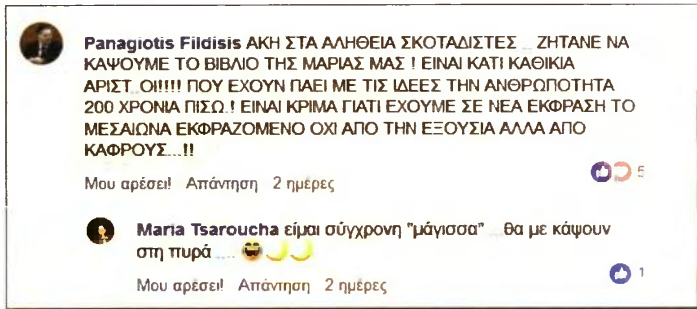 Panagiotis Fildisis ΑΚΗ ΣΤΑ ΑΛΗΘΕΙΑ ΣΚΟΤΑΔΙΣΤΕΣ ... ΖΗΤΑΝΕ ΝΑ
ΚΑΨΟΥΜΕ ΤΟ ΒΙΒΛΙΟ ΤΗΣ ΜΑΡΙΑΣ ΜΑΣ ! ΕΙΝΑΙ ΚΑΤΙ ΚΑΘΙΚΙΑ
ΑΡΙΣΤ...ΟΙ!!!! ΠΟΥ ΕΧΟΥΝ ΠΑΕΙ ΜΕ ΤΙΣ ΙΔΕΕΣ ΤΗΝ ΑΝΘΡΩΠΟΤΗΤΑ
200 ΧΡΟΝΙΑ ΠΙΣΩ.! ΕΙΝΑΙ ΚΡΙΜΑ ΓΙΑΤΙ ΕΧΟΥΜΕ ΣΕ ΝΕΑ ΕΚΦΡΑΣΗ ΤΟ
ΜΕΣΑΙΩΝΑ ΕΚΦΡΑΖΟΜΕΝΟ ΟΧΙ ΑΠΟ ΤΗΝ ΕΞΟΥΣΙΑ ΑΛΛΑ ΑΠΟ
ΚΑΦΡΟΥΣ...!!
Μου αρέσει! Απάντηση 2 ημέρες 5
Maria Tsaroucha είμαι σύγχρονη "μάγισσα" ...θα με κάψουν
στη πυρά ....
Μου αρέσει! Απάντηση 2 ημέρες 1